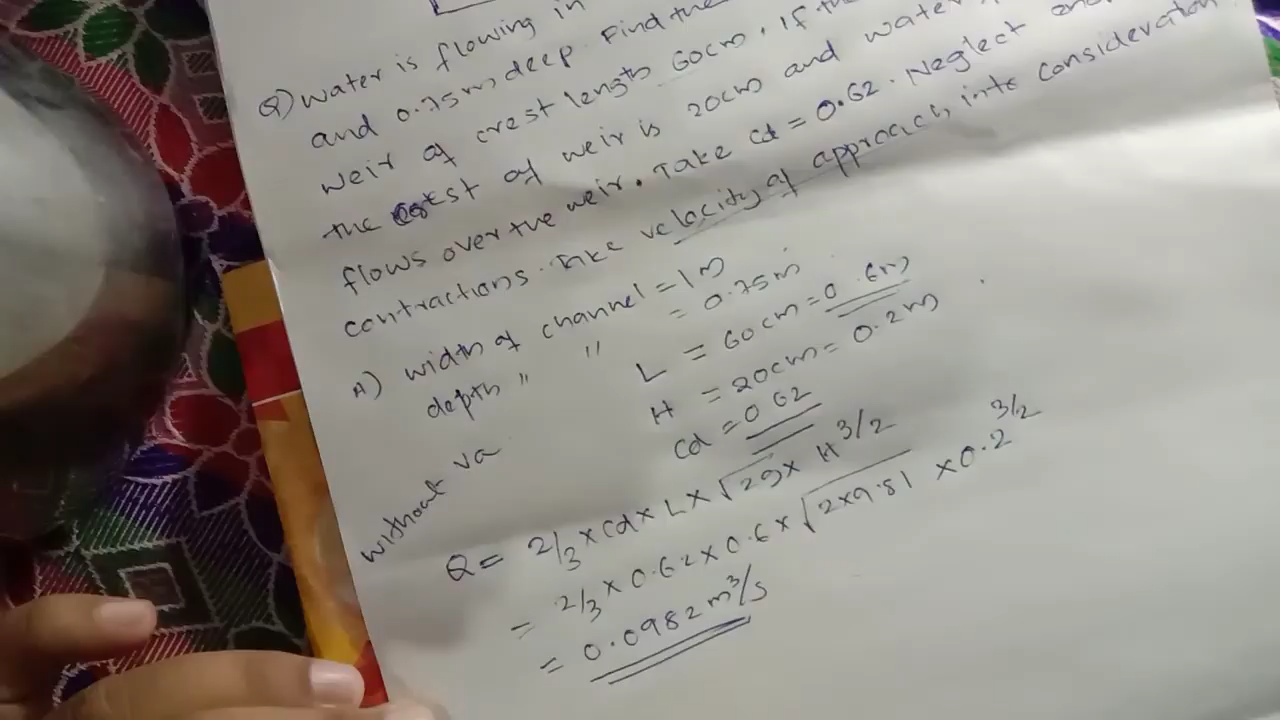 Q) Water is flowing in
and 0.75m deep. Find the
weir of crest length 60cm. If the
the crest of weir is 20cm and water
flows over the weir. Take Cd = 0.62. Neglect end
contractions. Take velocity of approach into consideration
A) width of channel = 1m
depth " " = 0.75m
L = 60cm = 0.6m
H = 20cm = 0.2m
Cd = 0.62
without va
Q = 2/3 × Cd × L × √2g × H^3/2
= 2/3 × 0.62 × 0.6 × √2×9.81 × 0.2^3/2
= 0.0982 m³/s